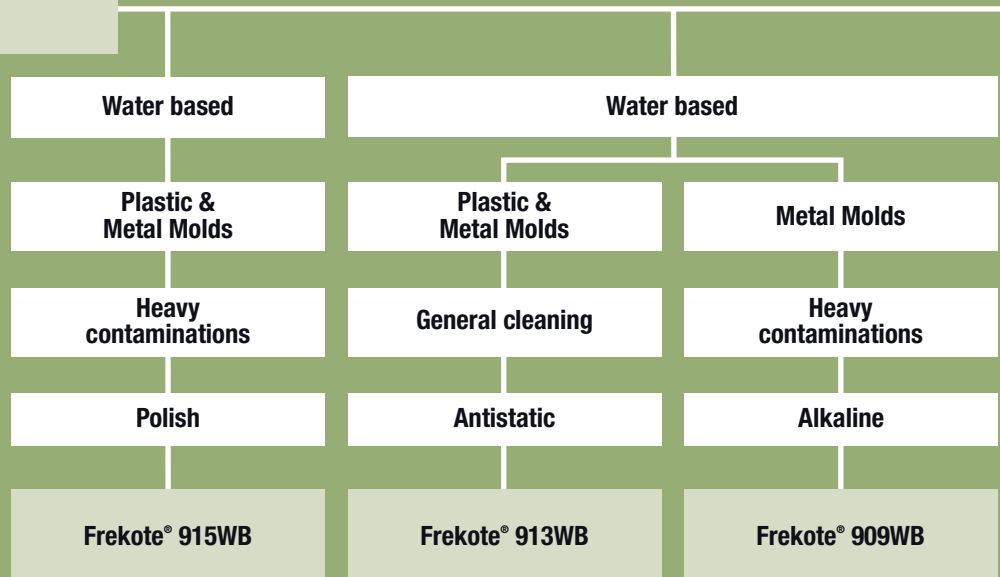 Water based
Water based
Plastic &
Metal Molds
Plastic &
Metal Molds
Metal Molds
Heavy
contaminations
General cleaning
Heavy
contaminations
Polish
Antistatic
Alkaline
Frekote® 915WB
Frekote® 913WB
Frekote® 909WB